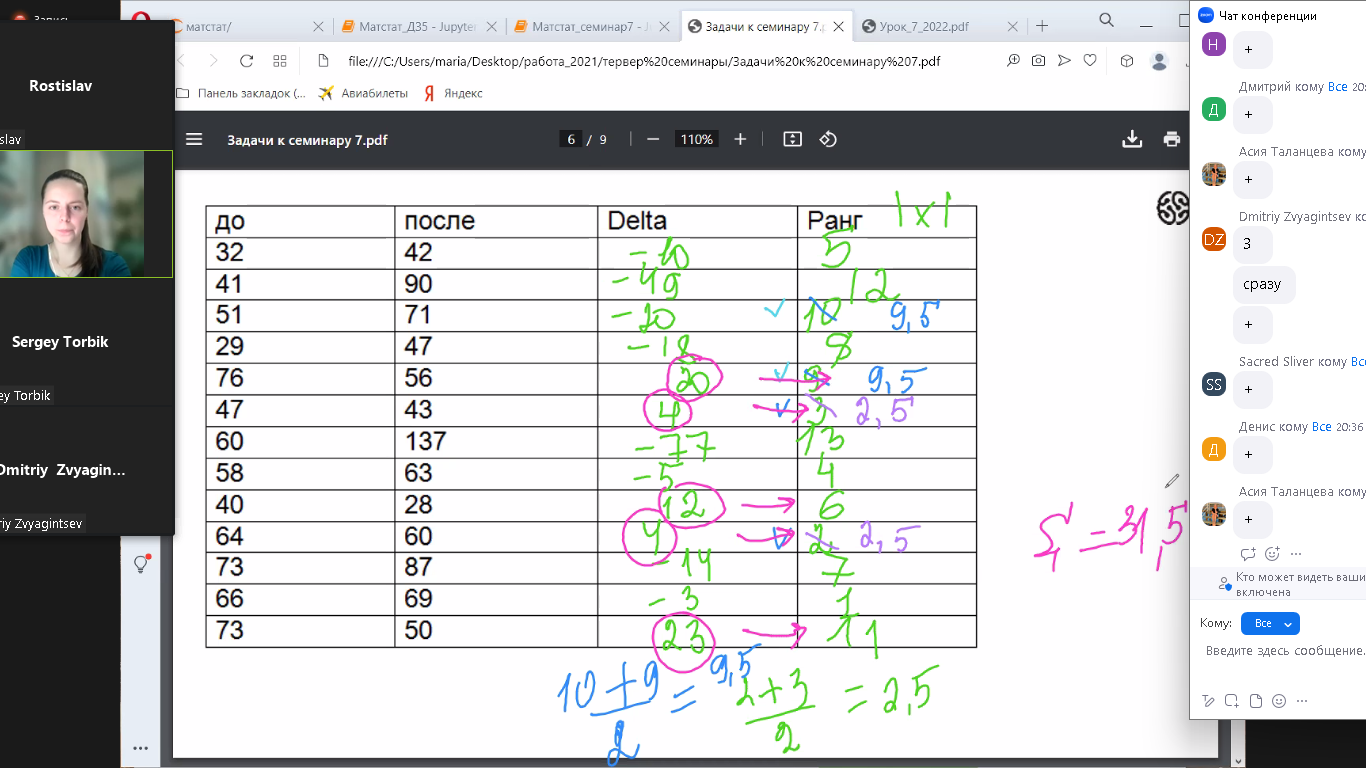 Запись
матстат/
Матстат_Д35 - Jupyter
Матстат_семинар7 - J
Задачи к семинару 7.p
Урок_7_2022.pdf
file:///C:/Users/maria/Desktop/работа_2021/тервер%20семинары/Задачи%20к%20семинару%207.pdf
Панель закладок (...
Авиабилеты
Яндекс
Задачи к семинару 7.pdf
6 / 9
110%
Rostislav
slav
Sergey Torbik
ey Torbik
Dmitriy Zvyagin...
riy Zvyagintsev
до после Delta Ранг |x|
32 42 -10 5
41 90 -49 12
51 71 -20 10 9,5
29 47 -18 8
76 56 20 9 9,5
47 43 4 3 2,5
60 137 -77 13
58 63 -5 4
40 28 12 6
64 60 4 2 2,5
73 87 -14 7
66 69 -3 1
73 50 23 11
10+9/2 = 9,5
2+3/2 = 2,5
= 31,5
Чат конференции
Н
+
Дмитрий кому Все 20:
Д
+
Асия Таланцева кому
+
Dmitriy Zvyagintsev ко
DZ
3
сразу
+
Sacred Sliver кому Все
SS
+
Денис кому Все 20:36
Д
+
Асия Таланцева кому
+
Кто может видеть ваши
включена
Кому: Все
Введите здесь сообщение.